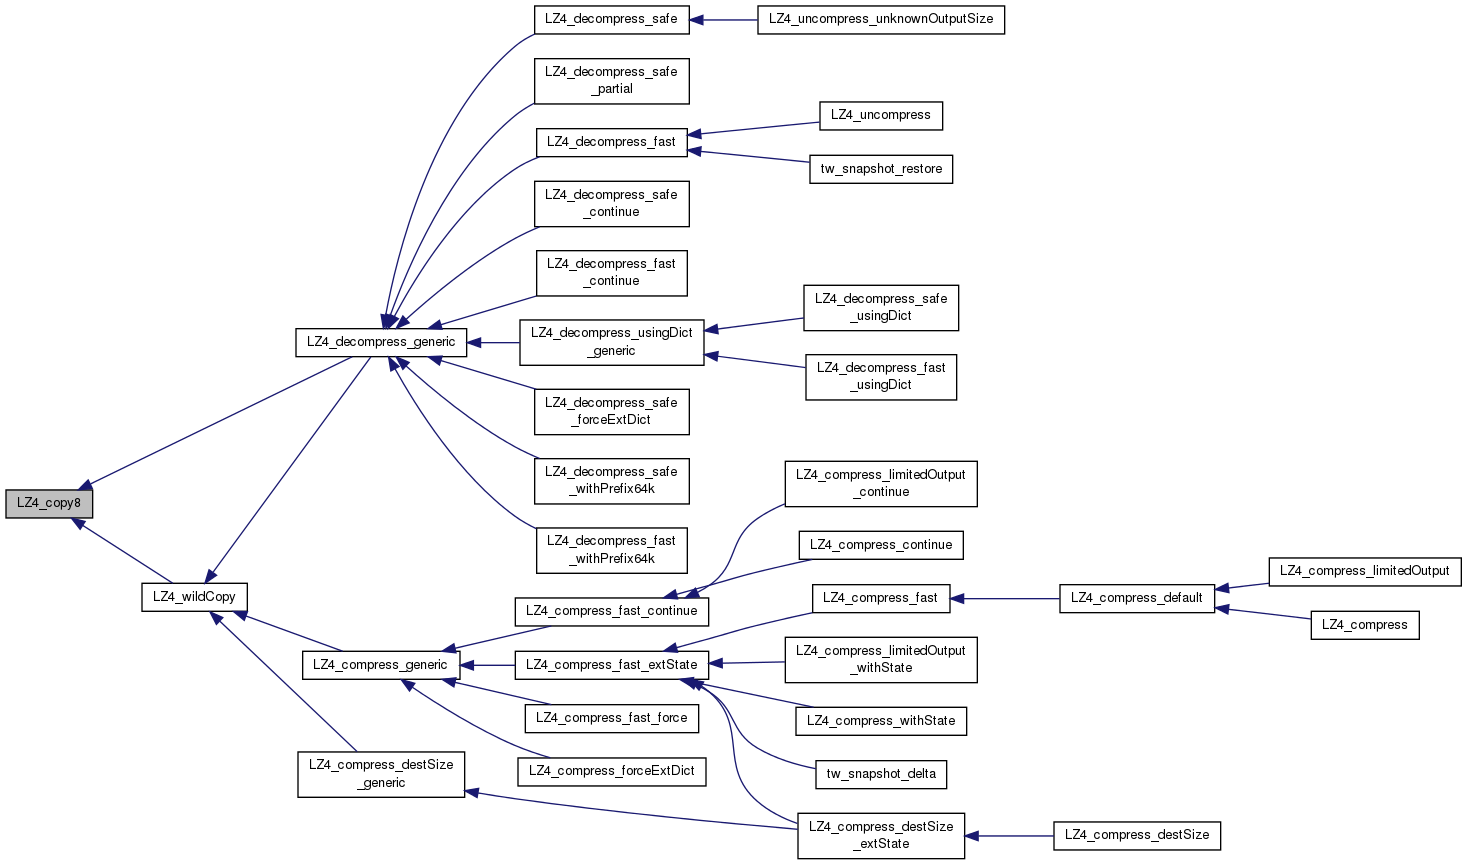 LZ4_decompress_safe
LZ4_uncompress_unknownOutputSize
LZ4_decompress_safe
_partial
LZ4_uncompress
LZ4_decompress_fast
tw_snapshot_restore
LZ4_decompress_safe
_continue
LZ4_decompress_fast
_continue
LZ4_decompress_safe
_usingDict
LZ4_decompress_generic
LZ4_decompress_usingDict
_generic
LZ4_decompress_fast
_usingDict
LZ4_decompress_safe
_forceExtDict
LZ4_decompress_safe
_withPrefix64k
LZ4_compress_limitedOutput
_continue
LZ4_copy8
LZ4_decompress_fast
_withPrefix64k
LZ4_compress_continue
LZ4_compress_limitedOutput
LZ4_wildCopy
LZ4_compress_fast_continue
LZ4_compress_fast
LZ4_compress_default
LZ4_compress
LZ4_compress_generic
LZ4_compress_fast_extState
LZ4_compress_limitedOutput
_withState
LZ4_compress_fast_force
LZ4_compress_withState
LZ4_compress_destSize
_generic
LZ4_compress_forceExtDict
tw_snapshot_delta
LZ4_compress_destSize
_extState
LZ4_compress_destSize